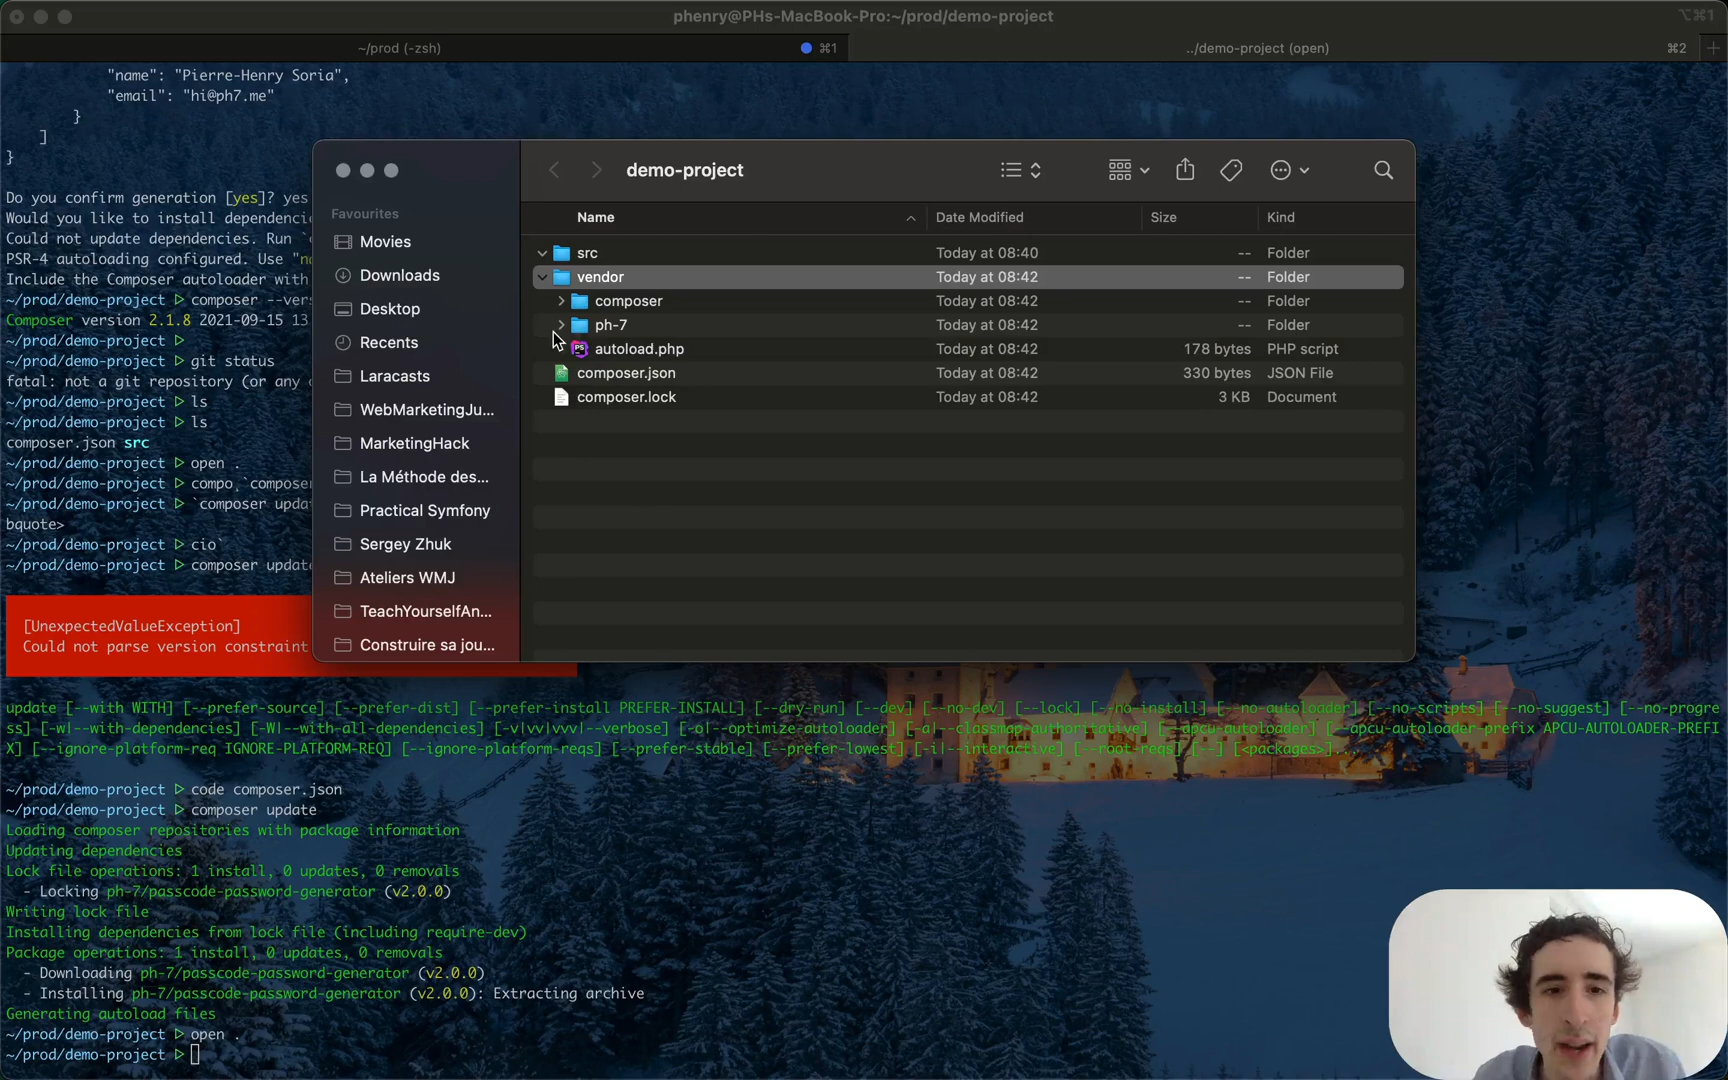 phenry@PHs-MacBook-Pro:~/prod/demo-project
⌥⌘1
~/prod (-zsh)
⌘1
../demo-project (open)
⌘2
"name": "Pierre-Henry Soria",
"email": "hi@ph7.me"
}
]
}
Do you confirm generation [yes]? yes
Would you like to install dependenci
Could not update dependencies. Run `
PSR-4 autoloading configured. Use "n
Include the Composer autoloader with
~/prod/demo-project ▷ composer --vers
Composer version 2.1.8 2021-09-15 13
~/prod/demo-project ▷
~/prod/demo-project ▷ git status
fatal: not a git repository (or any
~/prod/demo-project ▷ ls
~/prod/demo-project ▷ ls
composer.json src
~/prod/demo-project ▷ open .
~/prod/demo-project ▷ compo¸`composer
~/prod/demo-project ▷ `composer updat
bquote>
~/prod/demo-project ▷ cio`
~/prod/demo-project ▷ composer update
[UnexpectedValueException]
Could not parse version constraint
update [--with WITH] [--prefer-source] [--prefer-dist] [--prefer-install PREFER-INSTALL] [--dry-run] [--dev] [--no-dev] [--lock] [--no-install] [--no-autoloader] [--no-scripts] [--no-suggest] [--no-progre
ss] [-w|--with-dependencies] [-W|--with-all-dependencies] [-v|vv|vvv|--verbose] [-o|--optimize-autoloader] [-a|--classmap-authoritative] [--apcu-autoloader] [--apcu-autoloader-prefix APCU-AUTOLOADER-PREFI
X] [--ignore-platform-req IGNORE-PLATFORM-REQ] [--ignore-platform-reqs] [--prefer-stable] [--prefer-lowest] [-i|--interactive] [--root-reqs] [--] [<packages>]...
~/prod/demo-project ▷ code composer.json
~/prod/demo-project ▷ composer update
Loading composer repositories with package information
Updating dependencies
Lock file operations: 1 install, 0 updates, 0 removals
- Locking ph-7/passcode-password-generator (v2.0.0)
Writing lock file
Installing dependencies from lock file (including require-dev)
Package operations: 1 install, 0 updates, 0 removals
- Downloading ph-7/passcode-password-generator (v2.0.0)
- Installing ph-7/passcode-password-generator (v2.0.0): Extracting archive
Generating autoload files
~/prod/demo-project ▷ open .
~/prod/demo-project ▷
Favourites
Movies
Downloads
Desktop
Recents
Laracasts
WebMarketingJu...
MarketingHack
La Méthode des...
Practical Symfony
Sergey Zhuk
Ateliers WMJ
TeachYourselfAn...
Construire sa jou...
demo-project
Name Date Modified Size Kind
src Today at 08:40 -- Folder
vendor Today at 08:42 -- Folder
composer Today at 08:42 -- Folder
ph-7 Today at 08:42 -- Folder
PS autoload.php Today at 08:42 178 bytes PHP script
composer.json Today at 08:42 330 bytes JSON File
composer.lock Today at 08:42 3 KB Document